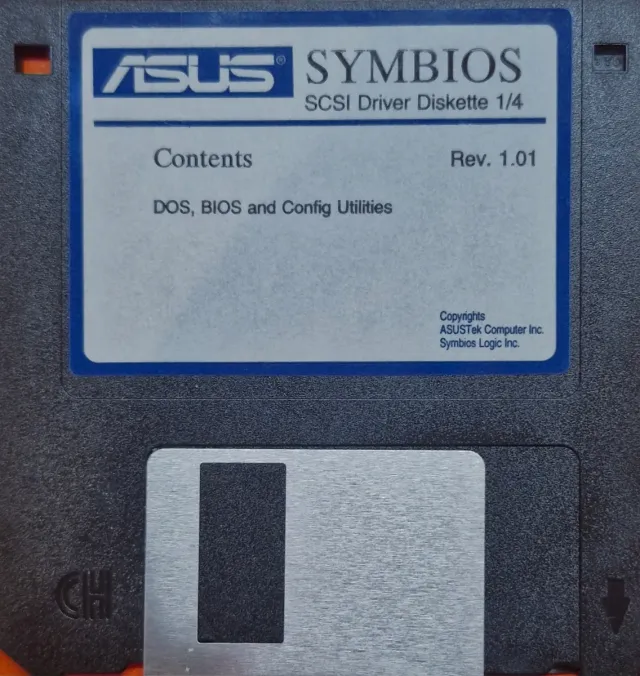 ASUS® SYMBIOS
SCSI Driver Diskette 1/4
Contents Rev. 1.01
DOS, BIOS and Config Utilities
Copyrights
ASUSTek Computer Inc.
Symbios Logic Inc.
CH